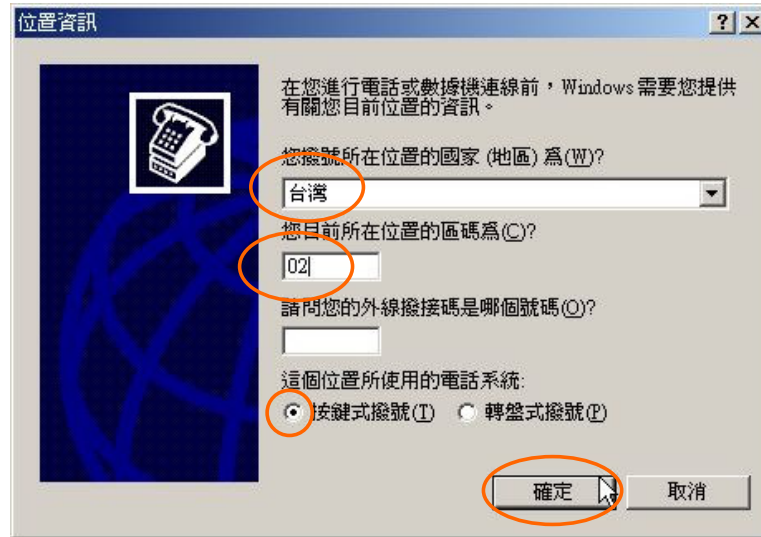 位置資訊
在您進行電話或數據機連線前，Windows 需要您提供
有關您目前位置的資訊。
您撥號所在位置的國家 (地區) 為(W)?
台灣
您目前所在位置的區碼為(C)?
02
請問您的外線撥接碼是哪個號碼(O)?
這個位置所使用的電話系統:
按鍵式撥號(T) 轉盤式撥號(P)
確定 取消